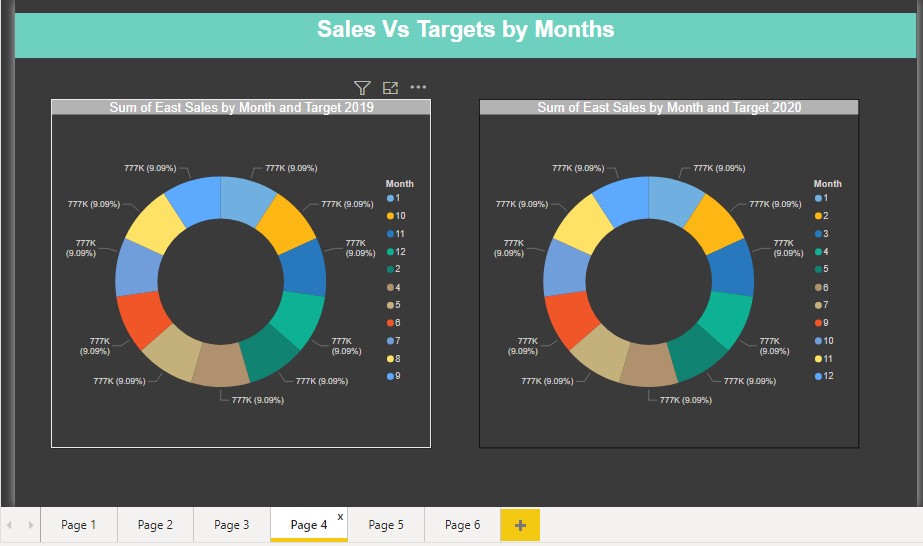 Sales Vs Targets by Months
Sum of East Sales by Month and Target 2019
777K (9.09%)
777K (9.09%)
777K (9.09%)
777K (9.09%)
777K
(9.09%)
777K
(9.09%)
777K
(9.09%)
777K
(9.09%)
777K (9.09%)
777K (9.09%)
777K (9.09%)
Month
1
10
11
12
2
4
5
6
7
8
9
Sum of East Sales by Month and Target 2020
777K (9.09%)
777K (9.09%)
777K (9.09%)
777K (9.09%)
777K
(9.09%)
777K
(9.09%)
777K
(9.09%)
777K
(9.09%)
777K (9.09%)
777K (9.09%)
777K (9.09%)
Month
1
2
3
4
5
6
7
9
10
11
12
Page 1
Page 2
Page 3
Page 4
x
Page 5
Page 6
+